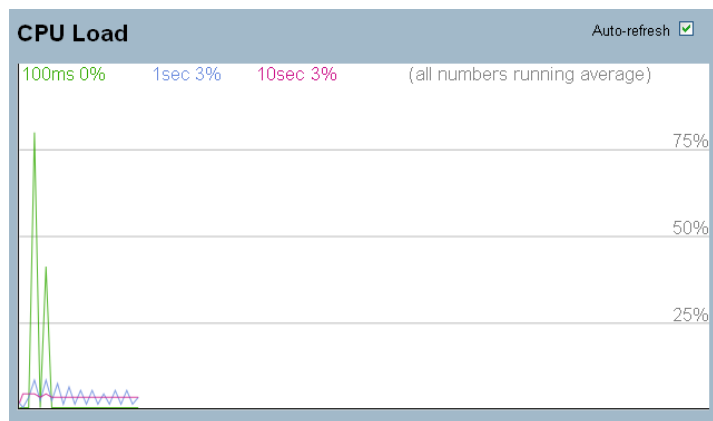 CPU Load
Auto-refresh
100ms 0% 1sec 3% 10sec 3% (all numbers running average)
75%
50%
25%